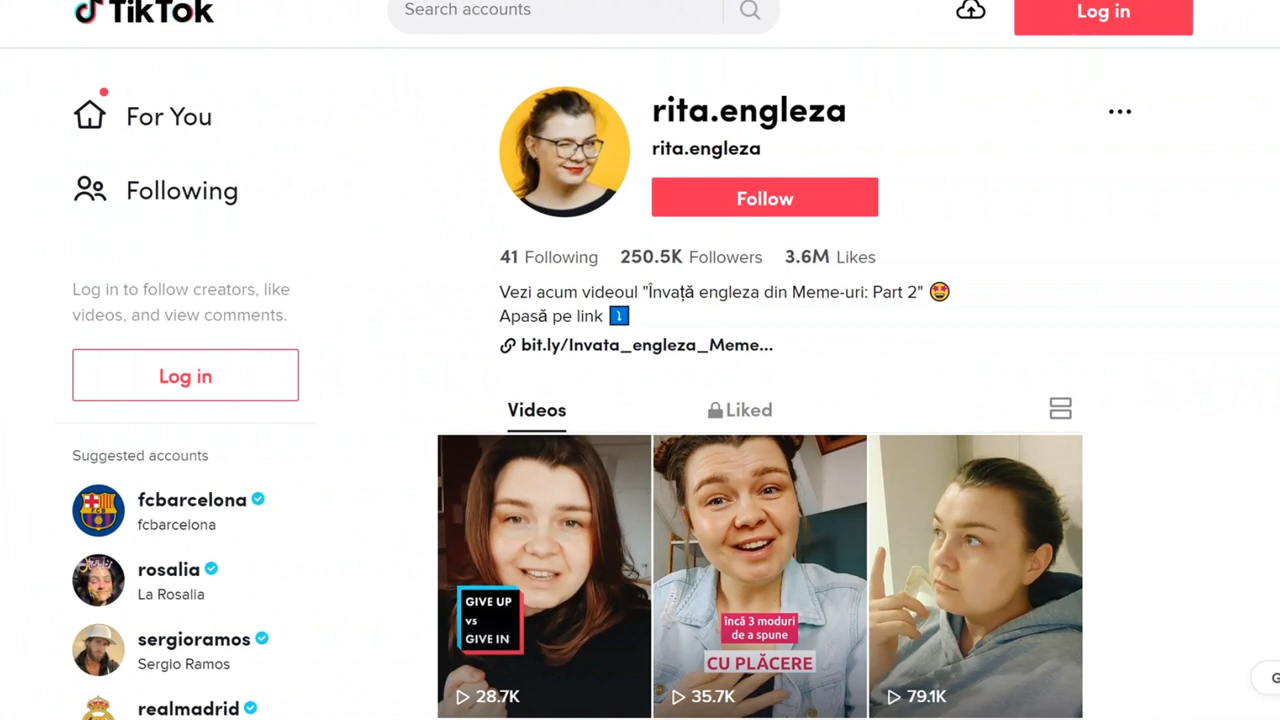 TikTok
Search accounts
Log in
For You
Following
Log in to follow creators, like
videos, and view comments.
Log in
Suggested accounts
fcbarcelona
fcbarcelona
rosalia
La Rosalia
sergioramos
Sergio Ramos
realmadrid
rita.engleza
rita.engleza
Follow
41 Following 250.5K Followers 3.6M Likes
Vezi acum videoul "Învață engleza din Meme-uri: Part 2" 🤩
Apasă pe link ⤵️
bit.ly/Invata_engleza_Meme...
Videos
Liked
GIVE UP
vs
GIVE IN
28.7K
încă 3 moduri
de a spune
CU PLĂCERE
35.7K
79.1K